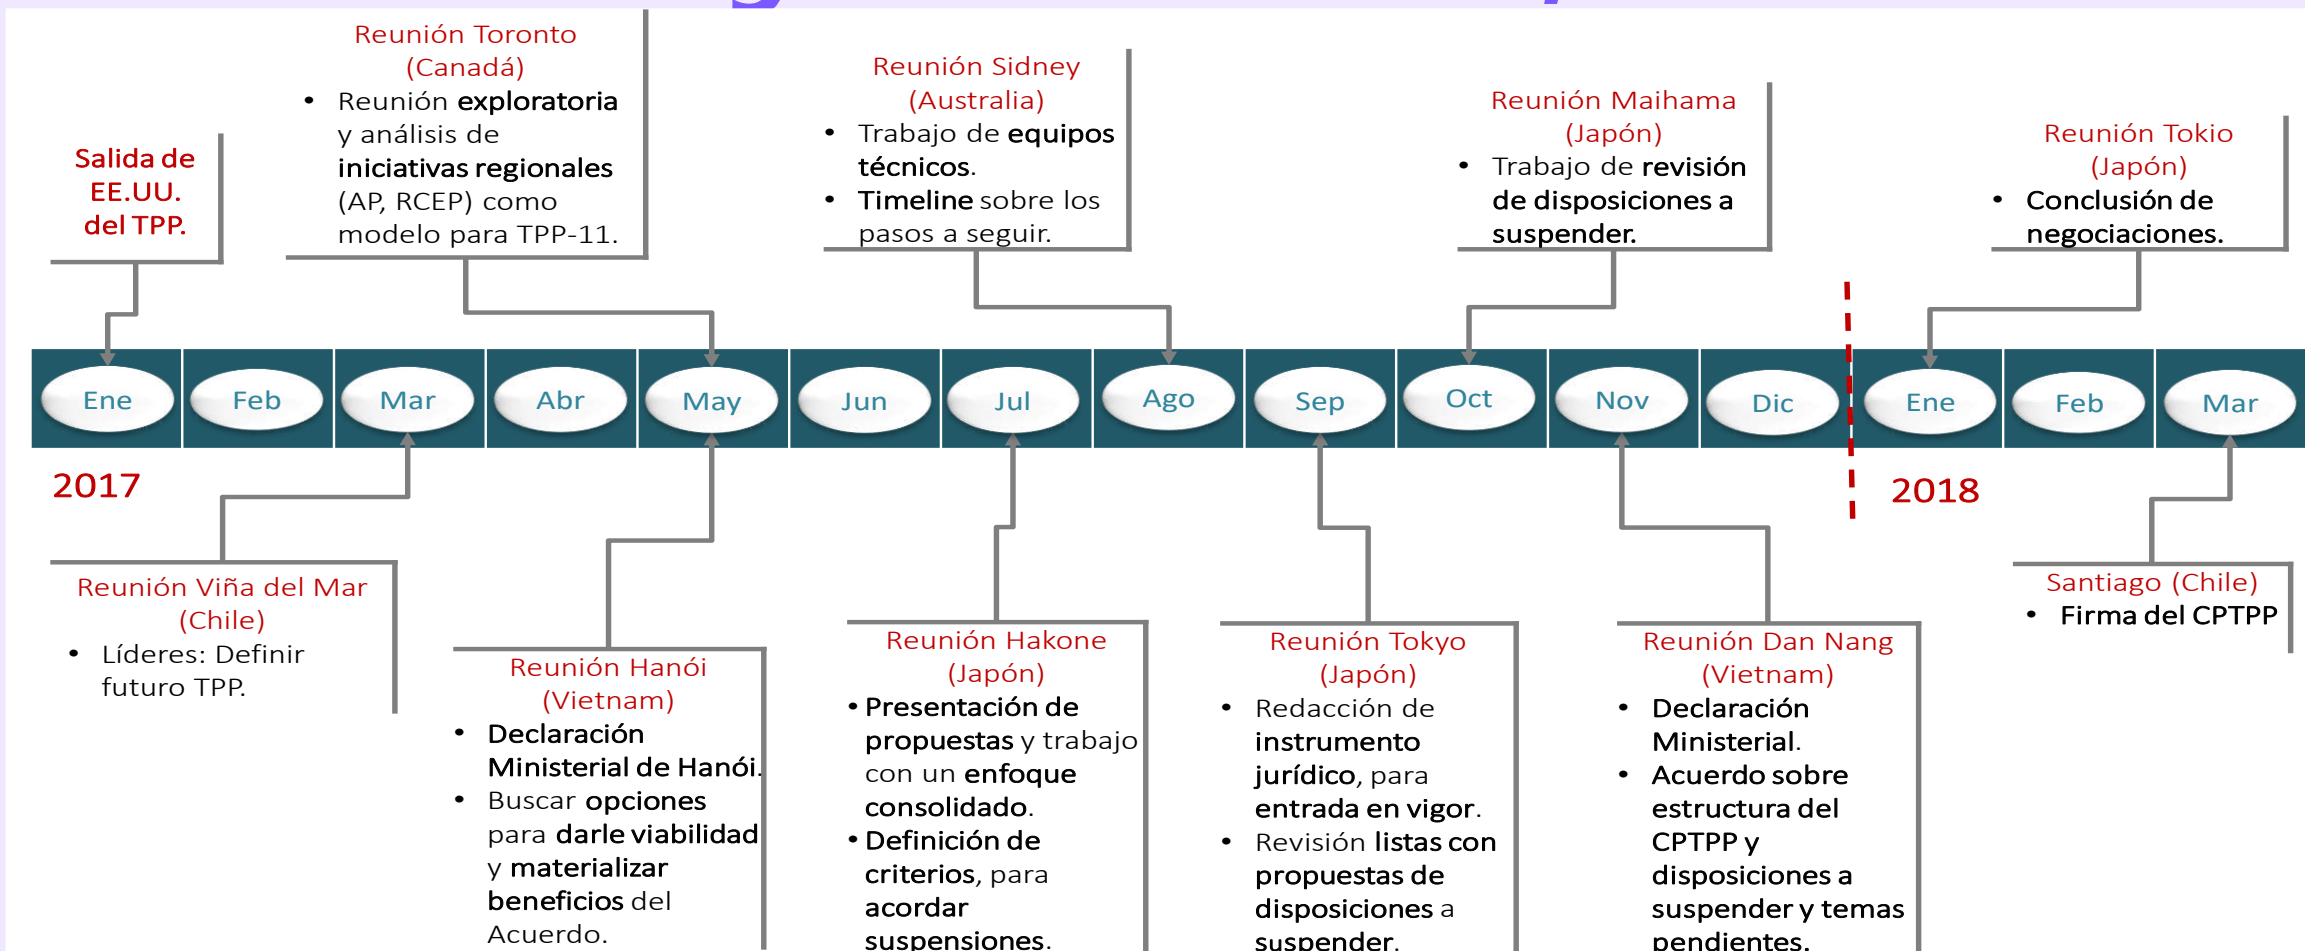 Reunión Toronto
(Canadá)
• Reunión exploratoria
y análisis de
iniciativas regionales
(AP, RCEP) como
modelo para TPP-11.
Reunión Sidney
(Australia)
• Trabajo de equipos
técnicos.
• Timeline sobre los
pasos a seguir.
Reunión Maihama
(Japón)
• Trabajo de revisión
de disposiciones a
suspender.
Reunión Tokio
(Japón)
• Conclusión de
negociaciones.
Salida de
EE.UU.
del TPP.
Ene
Feb
Mar
Abr
May
Jun
Jul
Ago
Sep
Oct
Nov
Dic
Ene
Feb
Mar
2017
2018
Reunión Viña del Mar
(Chile)
• Líderes: Definir
futuro TPP.
Reunión Hanói
(Vietnam)
• Declaración
Ministerial de Hanói.
• Buscar opciones
para darle viabilidad
y materializar
beneficios del
Acuerdo.
Reunión Hakone
(Japón)
• Presentación de
propuestas y trabajo
con un enfoque
consolidado.
• Definición de
criterios, para
acordar
suspensiones.
Reunión Tokyo
(Japón)
• Redacción de
instrumento
jurídico, para
entrada en vigor.
• Revisión listas con
propuestas de
disposiciones a
suspender.
Reunión Dan Nang
(Vietnam)
• Declaración
Ministerial.
• Acuerdo sobre
estructura del
CPTPP y
disposiciones a
suspender y temas
pendientes.
Santiago (Chile)
• Firma del CPTPP